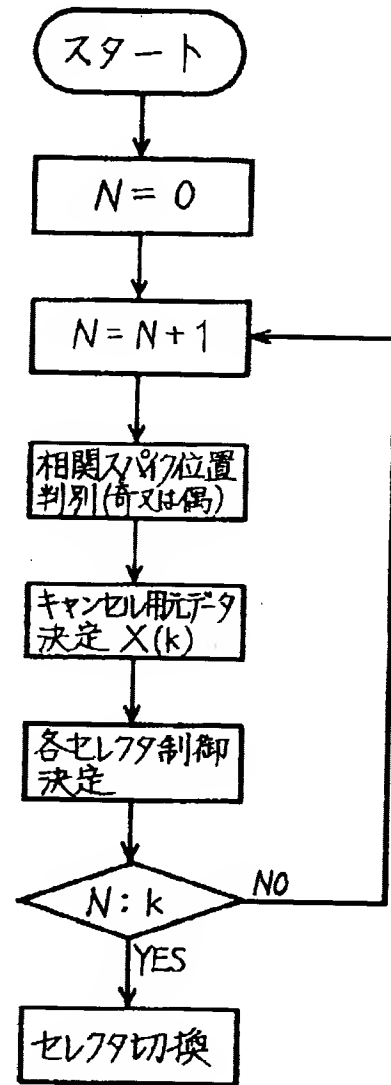 スタート
N = 0
N = N + 1
相関スパイク位置
判別(奇又は偶)
キャンセル用元データ
決定 X(k)
各セレクタ制御
決定
N : k
NO
YES
セレクタ切換